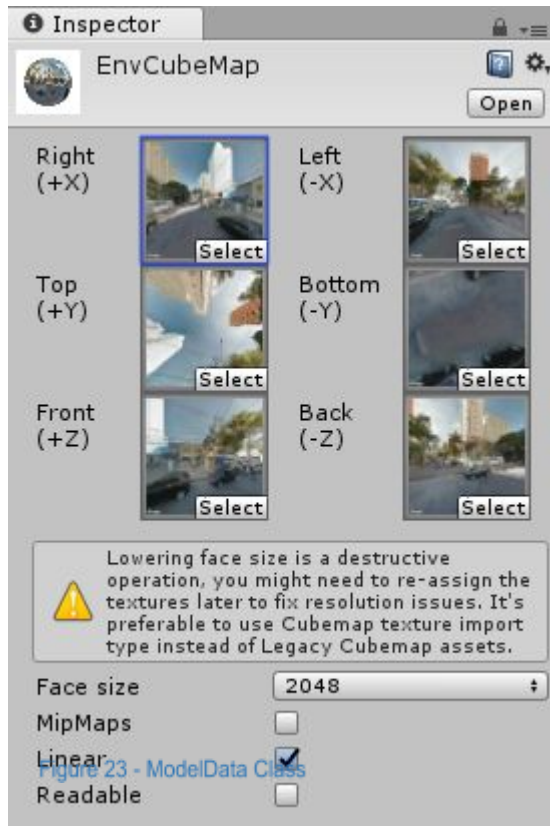 Inspector
EnvCubeMap
Open
Right Left
(+X) (-X)
Select Select
Top Bottom
(+Y) (-Y)
Select Select
Front Back
(+Z) (-Z)
Select Select
Lowering face size is a destructive
operation, you might need to re-assign the
textures later to fix resolution issues. It's
preferable to use Cubemap texture import
type instead of Legacy Cubemap assets.
Face size 2048
MipMaps
Linear
Figure 23 - ModelData Class
Readable